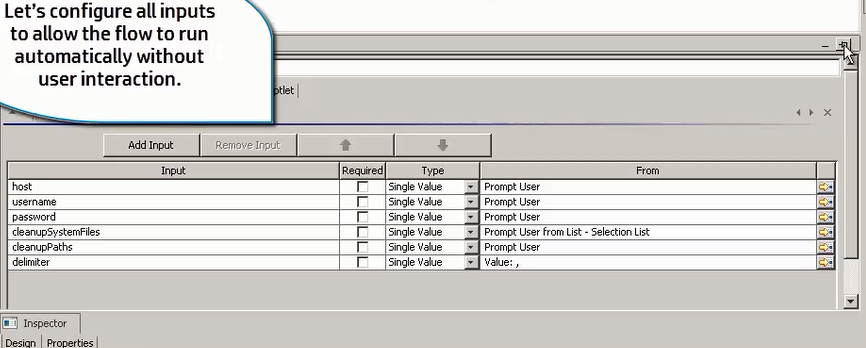 Let's configure all inputs
to allow the flow to run
automatically without
user interaction.
ptlet
Add Input Remove Input
Input Required Type From
host Single Value Prompt User
username Single Value Prompt User
password Single Value Prompt User
cleanupSystemFiles Single Value Prompt User from List - Selection List
cleanupPaths Single Value Prompt User
delimiter Single Value Value: ,
Inspector
Design Properties